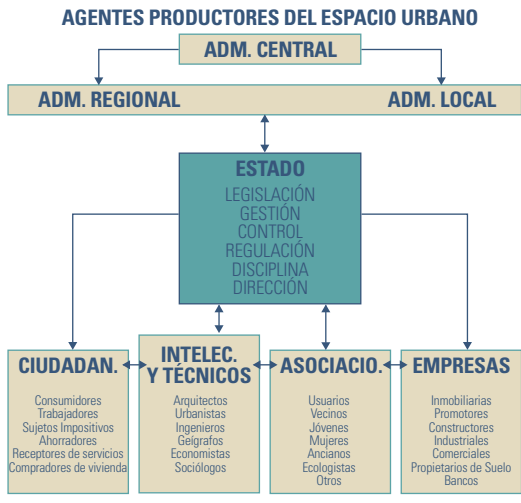 AGENTES PRODUCTORES DEL ESPACIO URBANO
ADM. CENTRAL
ADM. REGIONAL
ADM. LOCAL
ESTADO
LEGISLACIÓN
GESTIÓN
CONTROL
REGULACIÓN
DISCIPLINA
DIRECCIÓN
CIUDADAN.
Consumidores
Trabajadores
Sujetos Impositivos
Ahorradores
Receptores de servicios
Compradores de vivienda
INTELEC.
Y TÉCNICOS
Arquitectos
Urbanistas
Ingenieros
Geígrafos
Economistas
Sociólogos
ASOCIACIO.
Usuarios
Vecinos
Jóvenes
Mujeres
Ancianos
Ecologistas
Otros
EMPRESAS
Inmobiliarias
Promotores
Constructores
Industriales
Comerciales
Propietarios de Suelo
Bancos